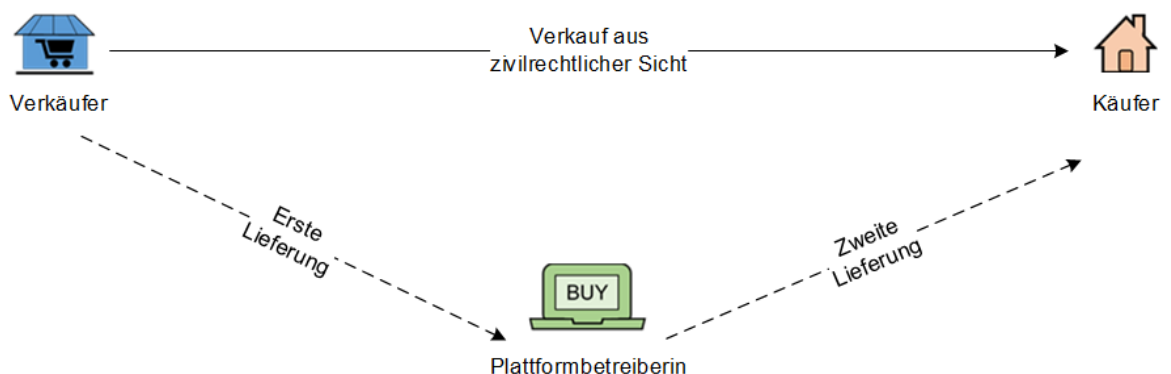 Verkauf aus
zivilrechtlicher Sicht
Verkäufer
Käufer
Erste
Lieferung
Zweite
Lieferung
BUY
Plattformbetreiberin